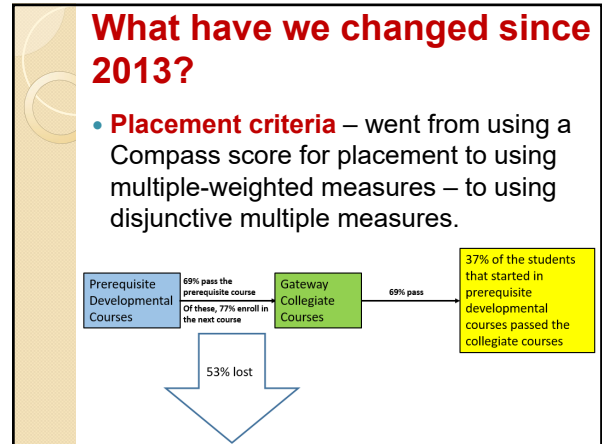 What have we changed since
2013?
• Placement criteria – went from using a
Compass score for placement to using
multiple-weighted measures – to using
disjunctive multiple measures.
Prerequisite
Developmental
Courses
69% pass the
prerequisite course
Of these, 77% enroll in
the next course
Gateway
Collegiate
Courses
69% pass
37% of the students
that started in
prerequisite
developmental
courses passed the
collegiate courses
53% lost